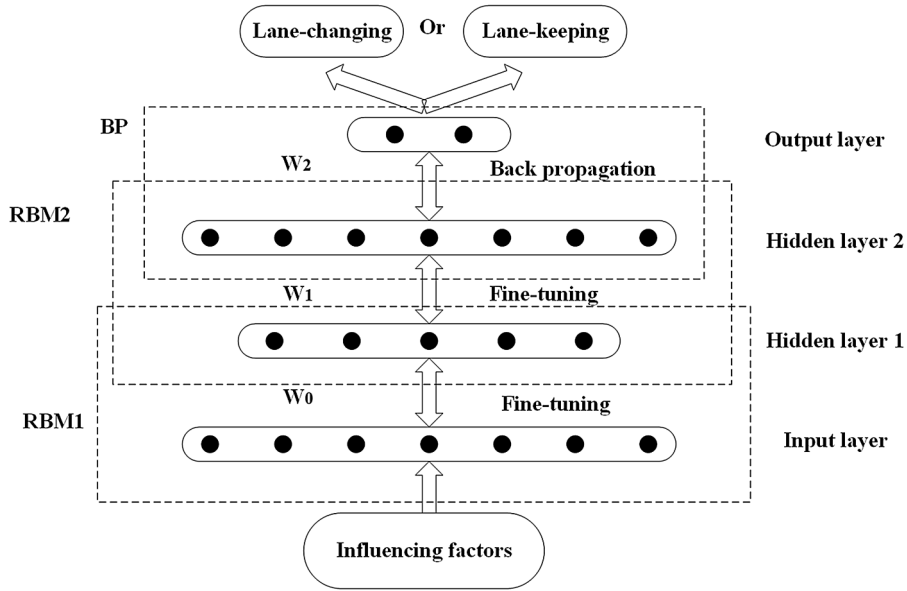 Lane-changing Or Lane-keeping
BP
Output layer
W2 Back propagation
RBM2
Hidden layer 2
W1 Fine-tuning
Hidden layer 1
W0 Fine-tuning
RBM1
Input layer
Influencing factors